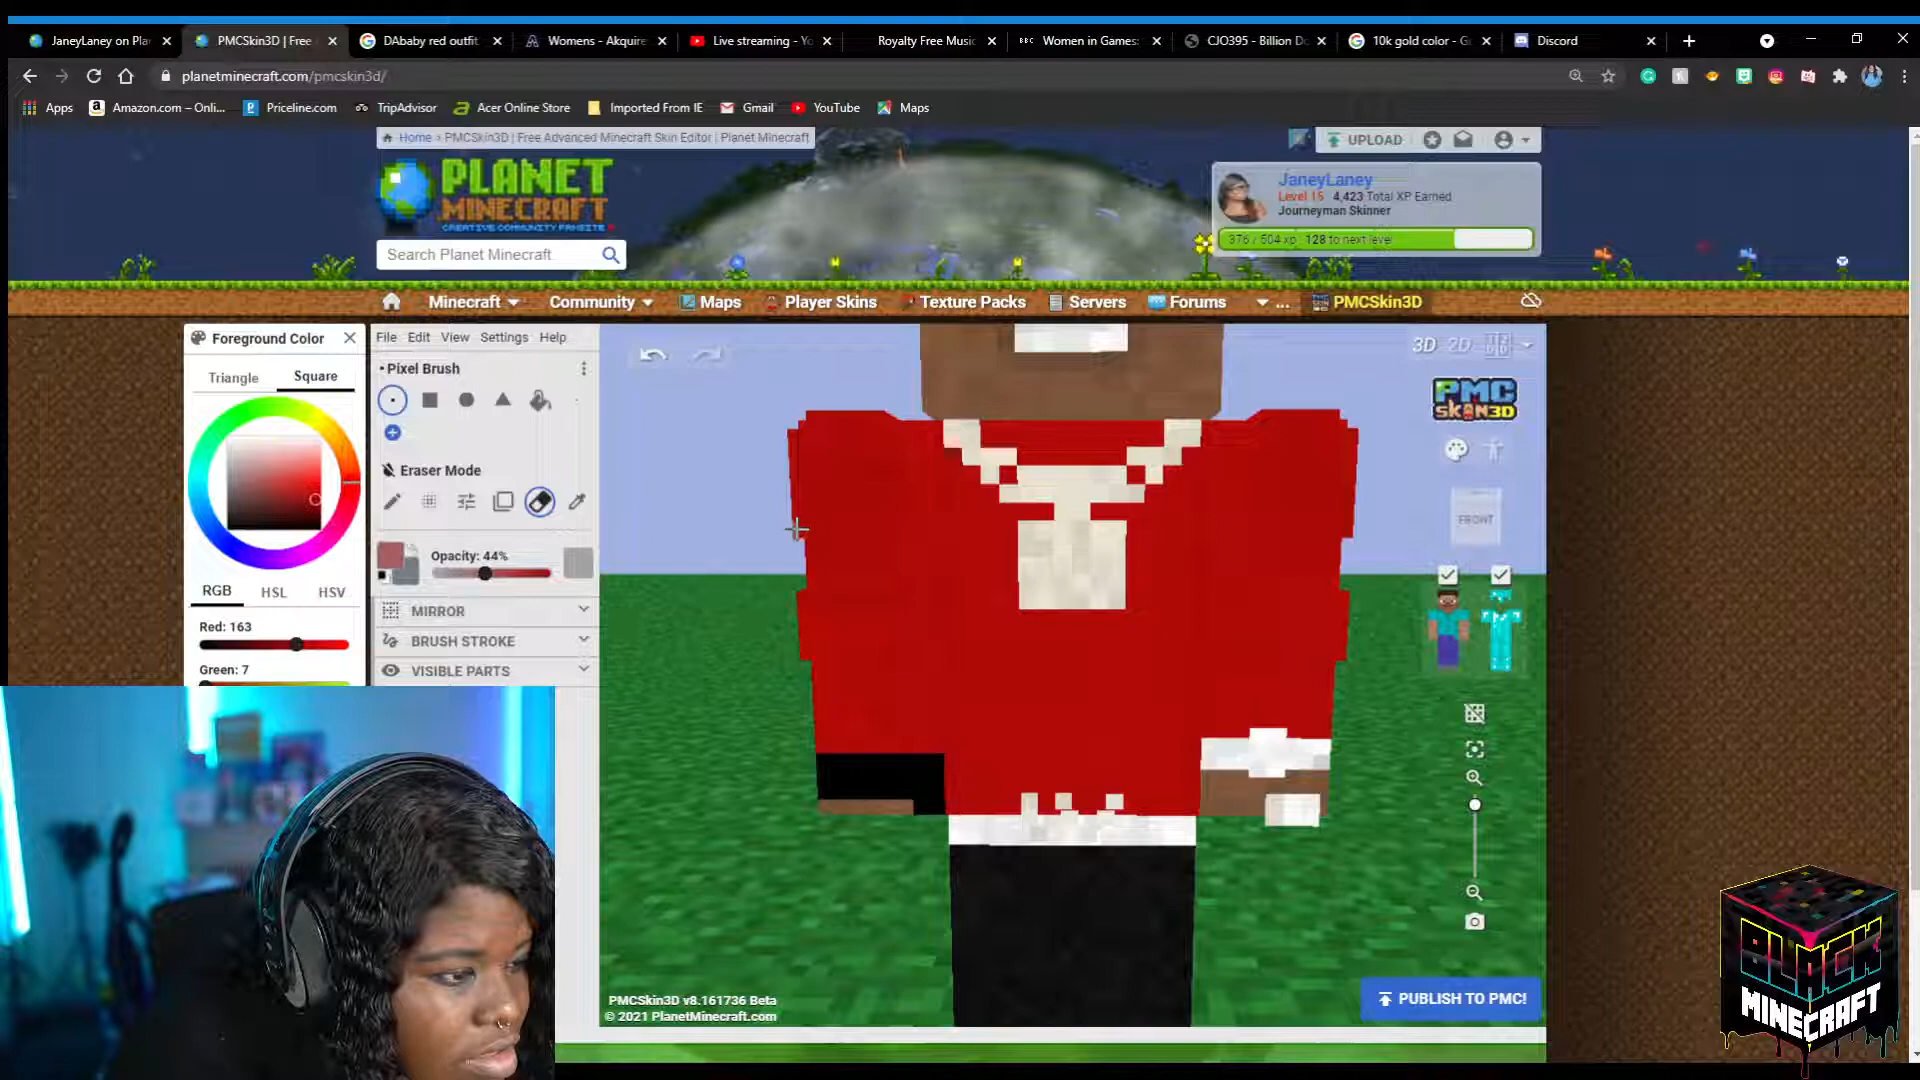 JaneyLaney on Pla
PMCSkin3D | Free
DAbaby red outfit
Womens - Akquire
Live streaming - Yo
Royalty Free Music
BBC
Women in Games:
CJO395 - Billion Do
10k gold color - G
Discord
planetminecraft.com/pmcskin3d/
Apps
Amazon.com – Onli...
Priceline.com
TripAdvisor
Acer Online Store
Imported From IE
Gmail
YouTube
Maps
Home › PMCSkin3D | Free Advanced Minecraft Skin Editor | Planet Minecraft
UPLOAD
PLANET
MINECRAFT
CREATIVE COMMUNITY FANSITE
JaneyLaney
Level 15 4,423 Total XP Earned
Journeyman Skinner
376 / 504 xp 128 to next level
Search Planet Minecraft
Minecraft
Community
Maps
Player Skins
Texture Packs
Servers
Forums
...
PMCSkin3D
Foreground Color
Triangle
Square
RGB
HSL
HSV
Red: 163
Green: 7
File Edit View Settings Help
Pixel Brush
Eraser Mode
Opacity: 44%
MIRROR
BRUSH STROKE
VISIBLE PARTS
3D 2D
PMC
SKIN3D
FRONT
PMCSkin3D v8.161736 Beta
© 2021 PlanetMinecraft.com
PUBLISH TO PMC!
BLOCK
MINECRAFT